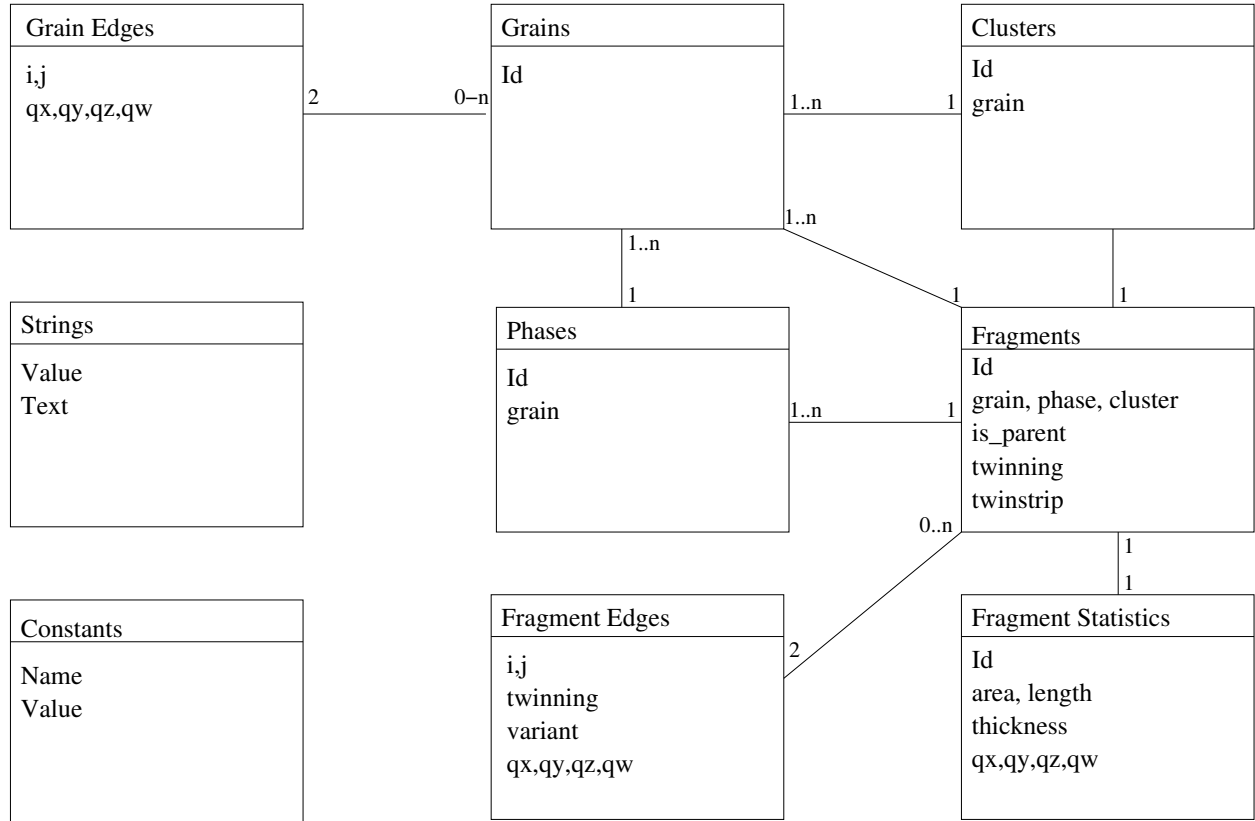 Grain Edges
i,j
qx,qy,qz,qw
2
0-n
Grains
Id
1..n
1
Clusters
Id
grain
1..n
1..n
1
1
1
Strings
Value
Text
Phases
Id
grain
1..n
1
Fragments
Id
grain, phase, cluster
is_parent
twinning
twinstrip
0..n
1
1
2
Constants
Name
Value
Fragment Edges
i,j
twinning
variant
qx,qy,qz,qw
Fragment Statistics
Id
area, length
thickness
qx,qy,qz,qw